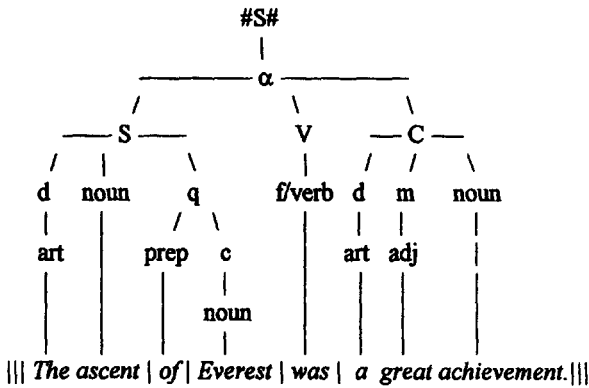 #S#
α
S V C
d noun q f/verb d m noun
art prep c art adj
noun
||| The ascent | of | Everest | was | a great achievement.|||